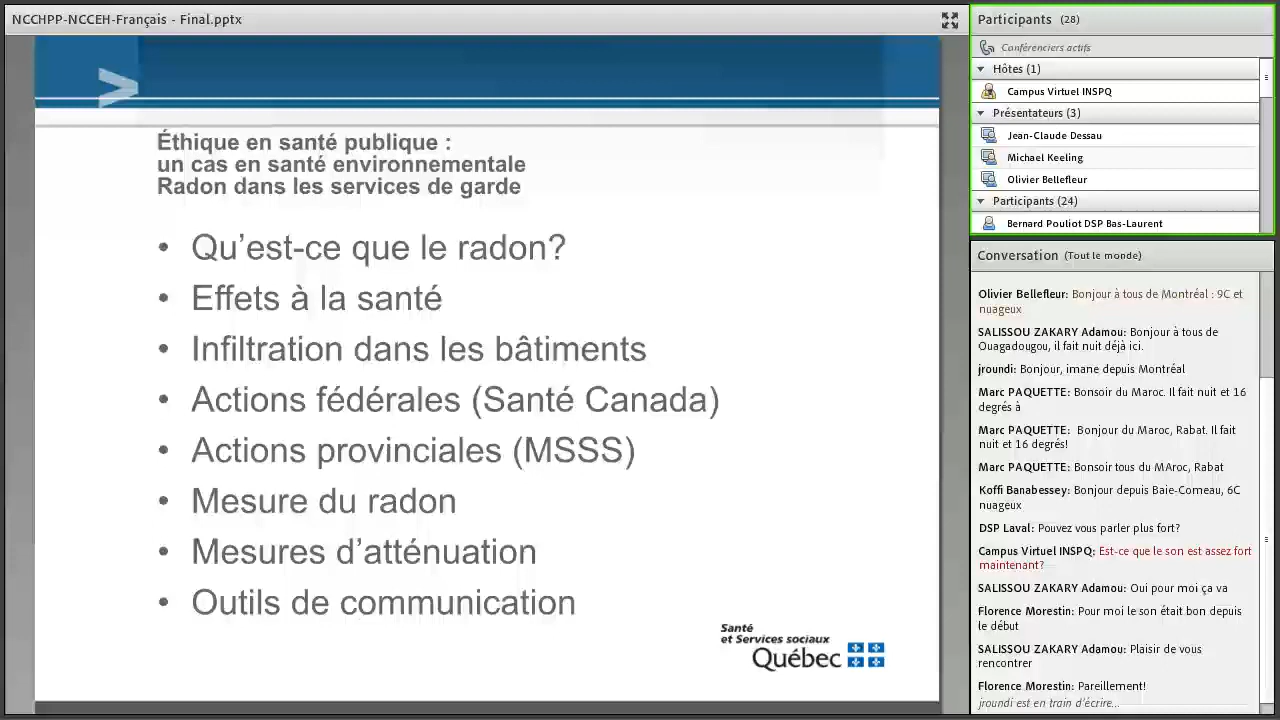 NCCHPP-NCCEH-Français - Final.pptx
>
Éthique en santé publique :
un cas en santé environnementale
Radon dans les services de garde
• Qu’est-ce que le radon?
• Effets à la santé
• Infiltration dans les bâtiments
• Actions fédérales (Santé Canada)
• Actions provinciales (MSSS)
• Mesure du radon
• Mesures d’atténuation
• Outils de communication
Santé
et Services sociaux
Québec
Participants (28)
Conférenciers actifs
Hôtes (1)
Campus Virtuel INSPQ
Présentateurs (3)
Jean-Claude Dessau
Michael Keeling
Olivier Bellefleur
Participants (24)
Bernard Pouliot DSP Bas-Laurent
Conversation (Tout le monde)
Olivier Bellefleur: Bonjour à tous de Montréal : 9C et
nuageux
SALISSOU ZAKARY Adamou: Bonjour à tous de
Ouagadougou, il fait nuit déjà ici.
jroundi: Bonjour, imane depuis Montréal
Marc PAQUETTE: Bonsoir du Maroc. Il fait nuit et 16
degrés à
Marc PAQUETTE: Bonjour du Maroc, Rabat. Il fait
nuit et 16 degrés!
Marc PAQUETTE: Bonsoir tous du MAroc, Rabat
Koffi Banabessey: Bonjour depuis Baie-Comeau, 6C
nuageux
DSP Laval: Pouvez vous parler plus fort?
Campus Virtuel INSPQ: Est-ce que le son est assez fort
maintenant?
SALISSOU ZAKARY Adamou: Oui pour moi ça va
Florence Morestin: Pour moi le son était bon depuis
le début
SALISSOU ZAKARY Adamou: Plaisir de vous
rencontrer
Florence Morestin: Pareillement!
jroundi est en train d'écrire...